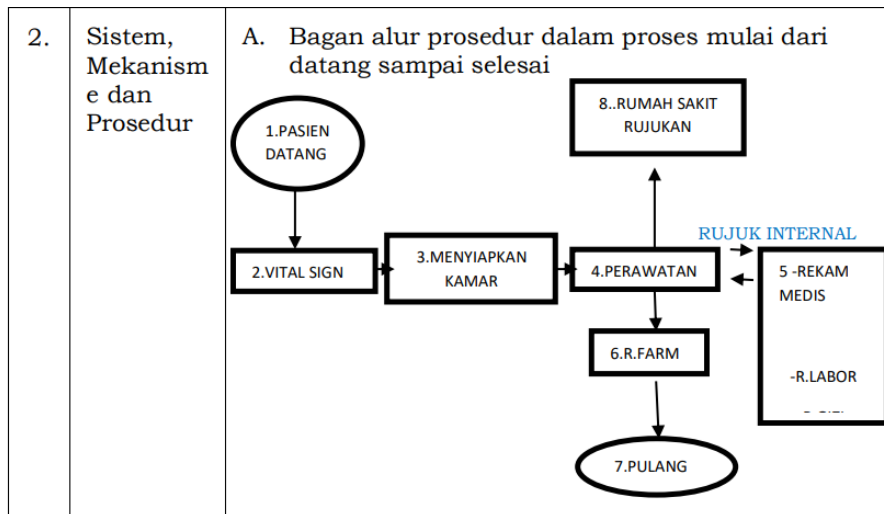 2.
Sistem,
Mekanism
e dan
Prosedur
A. Bagan alur prosedur dalam proses mulai dari
datang sampai selesai
8..RUMAH SAKIT
RUJUKAN
1.PASIEN
DATANG
RUJUK INTERNAL
2.VITAL SIGN
3.MENYIAPKAN
KAMAR
4.PERAWATAN
5 -REKAM
MEDIS
-R.LABOR
6.R.FARM
7.PULANG